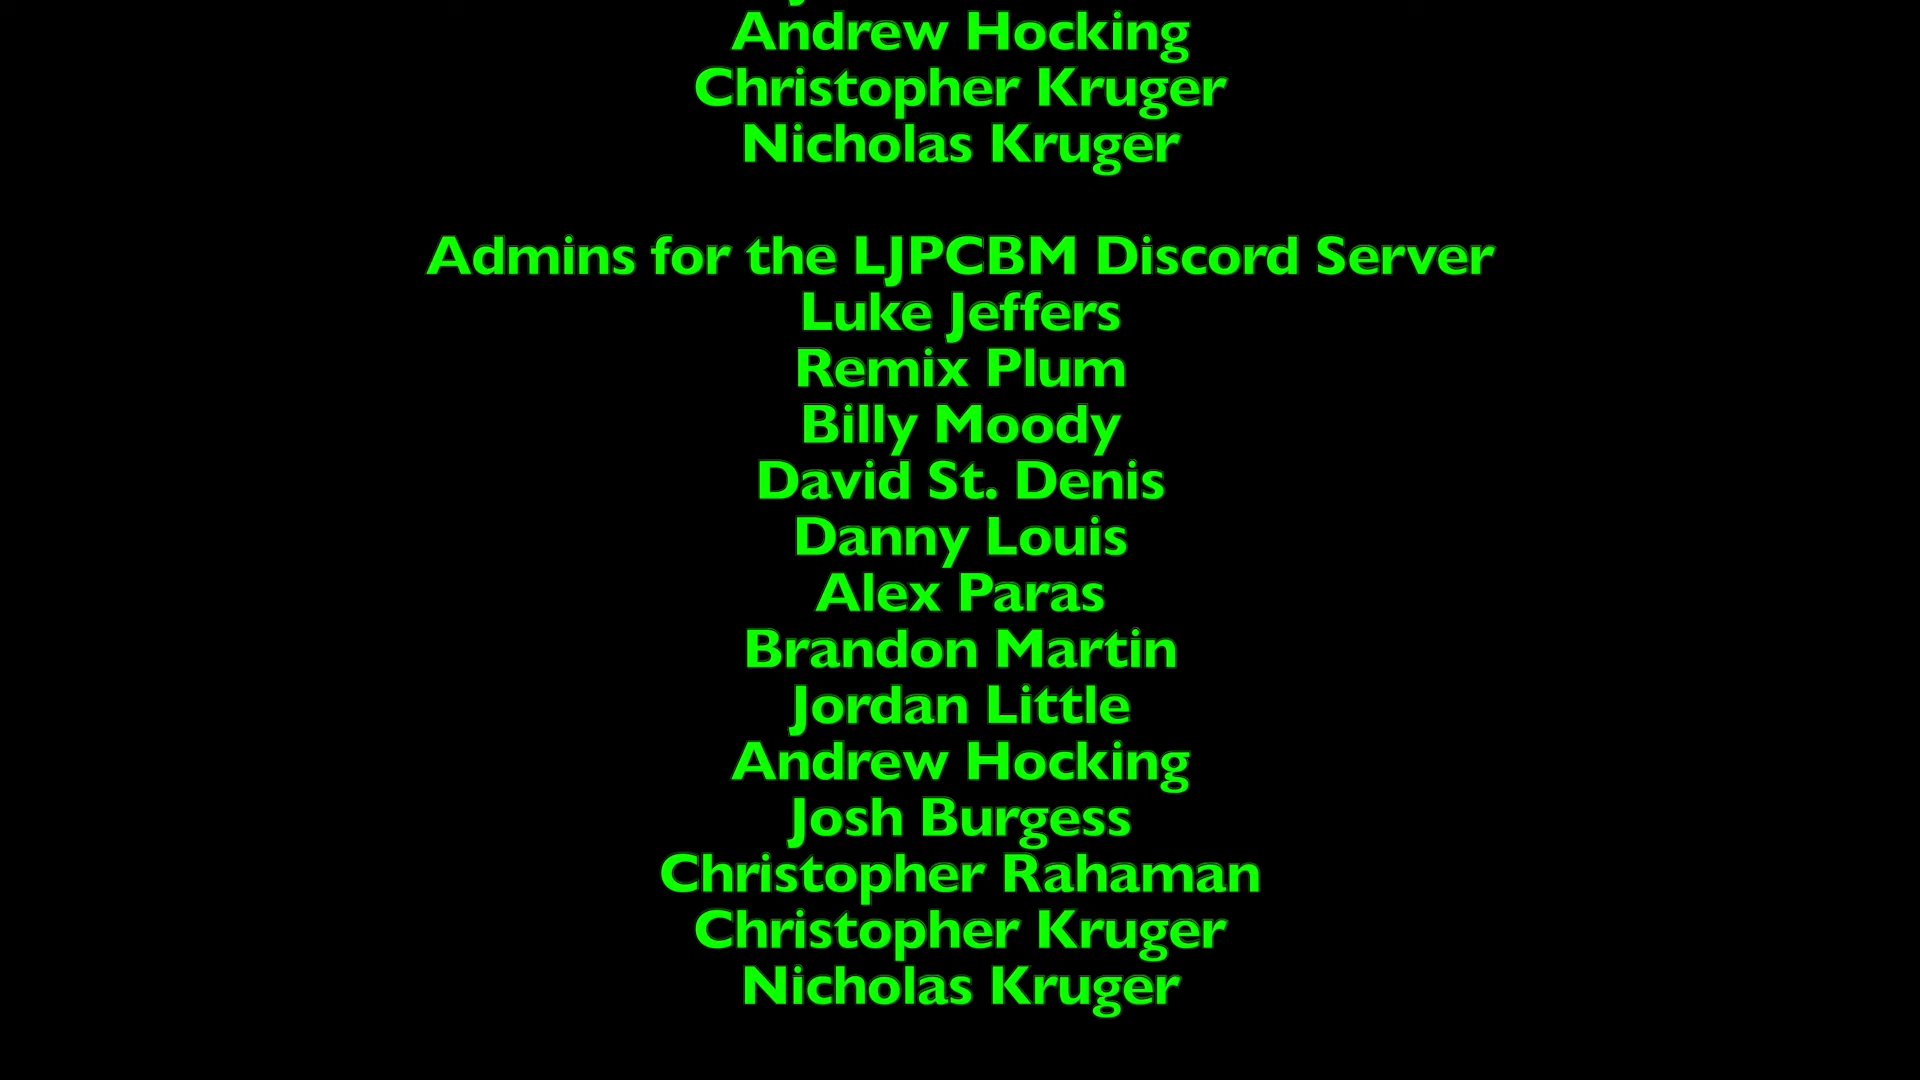 Andrew Hocking
Christopher Kruger
Nicholas Kruger
Admins for the LJPCBM Discord Server
Luke Jeffers
Remix Plum
Billy Moody
David St. Denis
Danny Louis
Alex Paras
Brandon Martin
Jordan Little
Andrew Hocking
Josh Burgess
Christopher Rahaman
Christopher Kruger
Nicholas Kruger